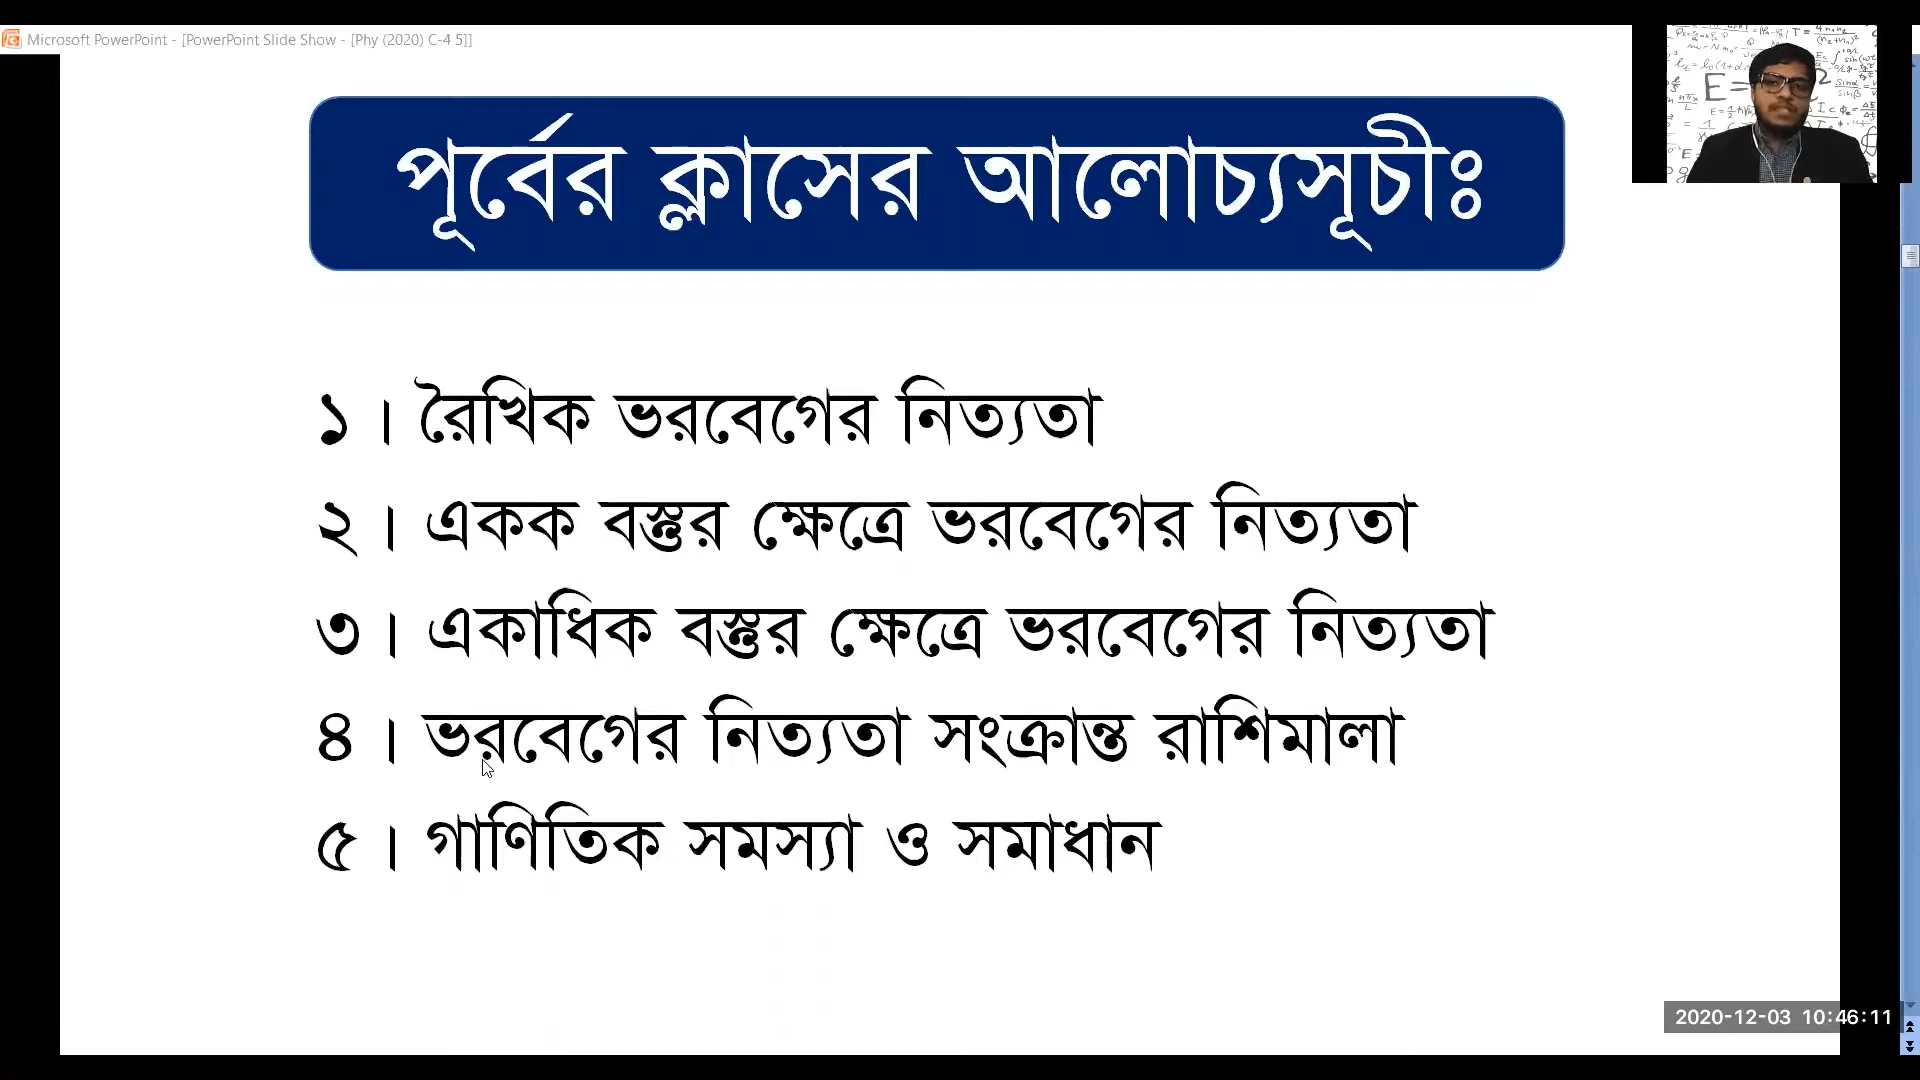 Microsoft PowerPoint - [PowerPoint Slide Show - [Phy (2020) C-4 5]]
পূর্বের ক্লাসের আলোচ্যসূচীঃ
১। রৈখিক ভরবেগের নিত্যতা
২। একক বস্তুর ক্ষেত্রে ভরবেগের নিত্যতা
৩। একাধিক বস্তুর ক্ষেত্রে ভরবেগের নিত্যতা
৪। ভরবেগের নিত্যতা সংক্রান্ত রাশিমালা
৫। গাণিতিক সমস্যা ও সমাধান
2020-12-03 10:46:11